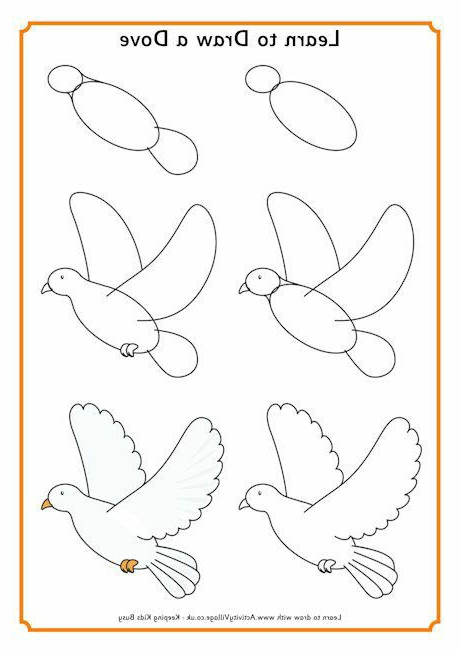 Learn to Draw a Dove
Learn to draw with www.ActivityVillage.co.uk - Keeping Kids Busy